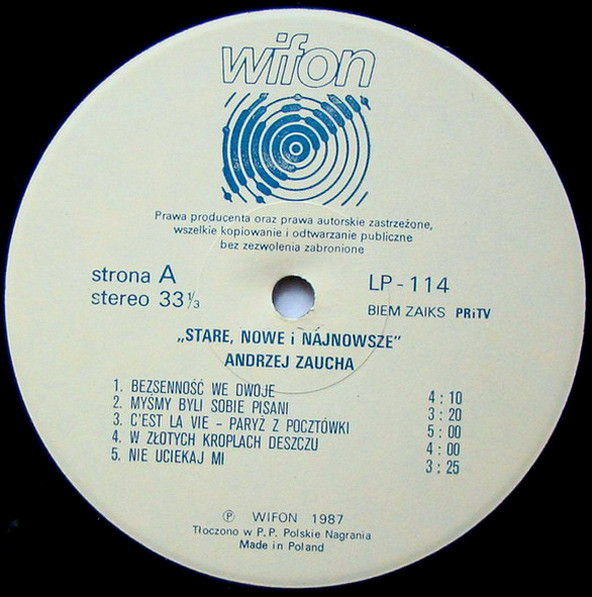 wifon
Prawa producenta oraz prawa autorskie zastrzeżone,
wszelkie kopiowanie i odtwarzanie publiczne
bez zezwolenia zabronione
strona A
stereo 33 1/3
LP - 114
BIEM ZAIKS PRiTV
„STARE, NOWE i NAJNOWSZE”
ANDRZEJ ZAUCHA
1. BEZSENNOŚĆ WE DWOJE 4 : 10
2. MYŚMY BYLI SOBIE PISANI 3 : 20
3. C'EST LA VIE - PARYŻ Z POCZTÓWKI 5 : 00
4. W ZŁOTYCH KROPLACH DESZCZU 4 : 00
5. NIE UCIEKAJ MI 3 : 25
Ⓟ WIFON 1987
Tłoczono w P.P. Polskie Nagrania
Made in Poland